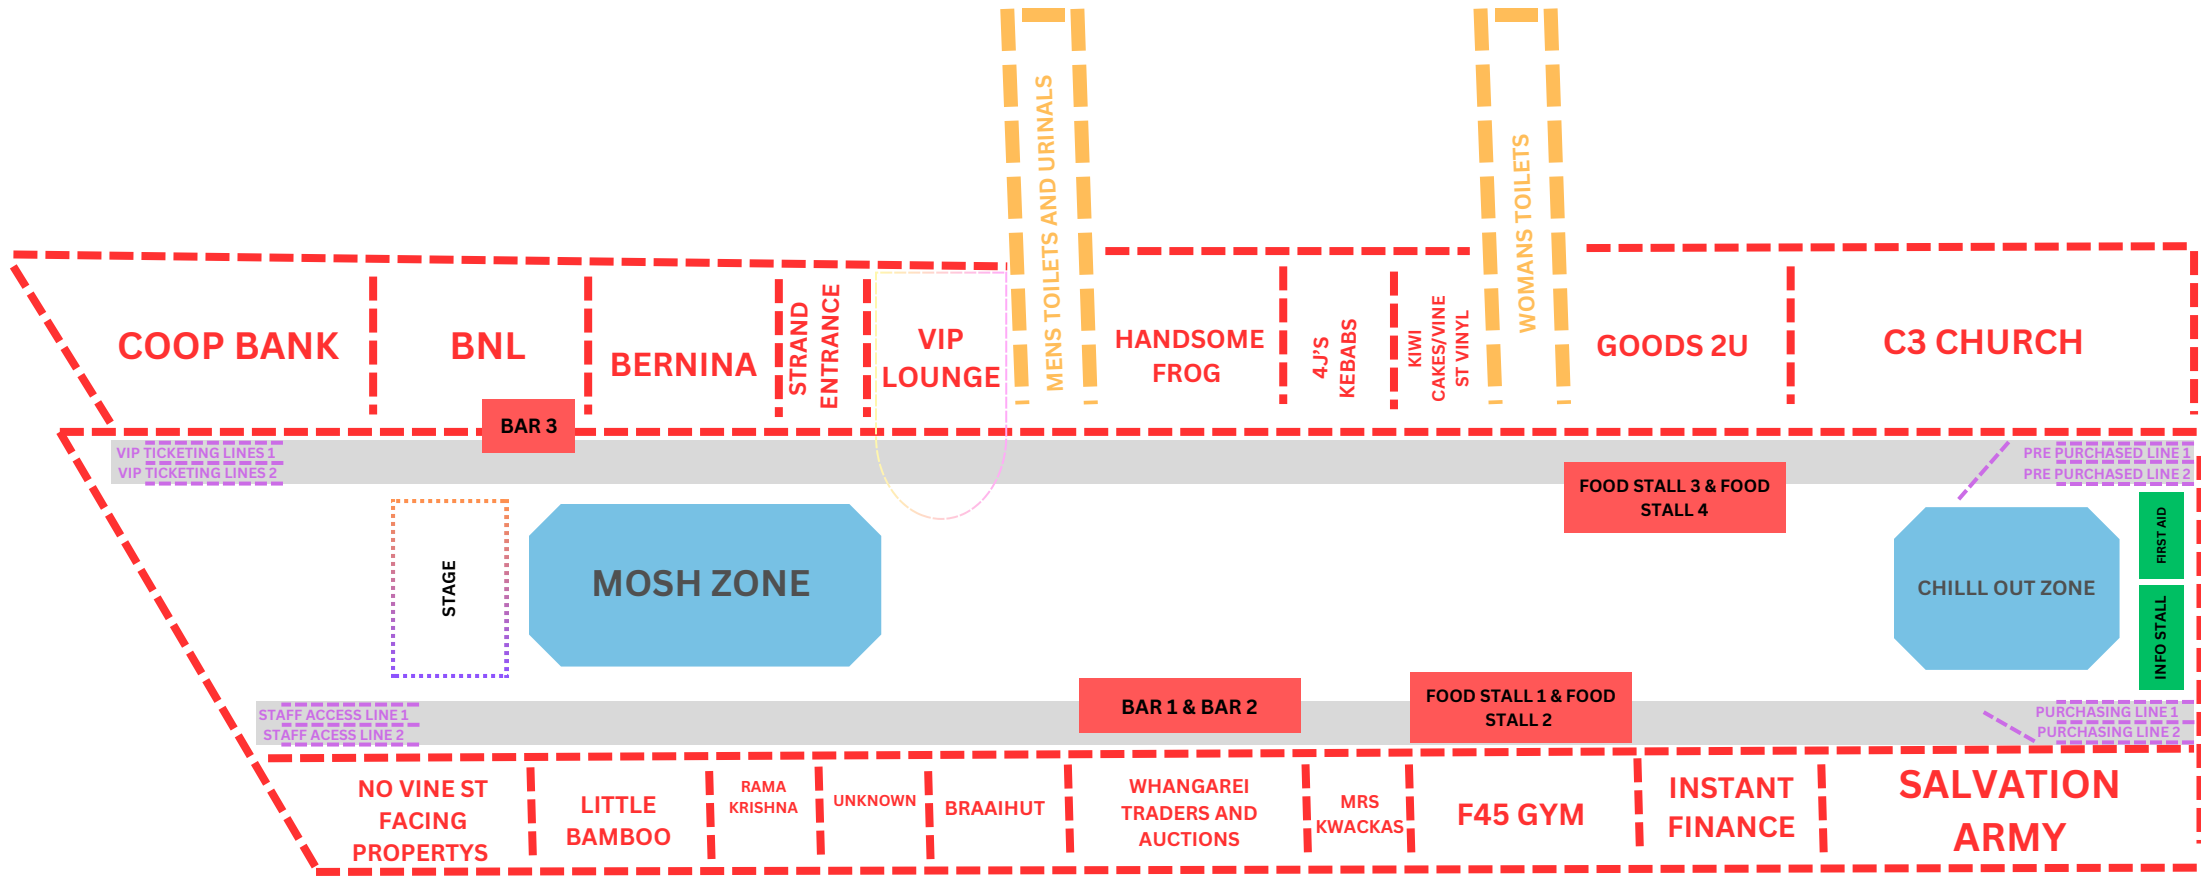 MENS TOILETS AND URINALS
WOMANS TOILETS
COOP BANK
BNL
BERNINA
STRAND
ENTRANCE
VIP
LOUNGE
HANDSOME
FROG
4J'S
KEBABS
KIWI
CAKES/VINE
ST VINYL
GOODS 2U
C3 CHURCH
BAR 3
VIP TICKETING LINES 1
VIP TICKETING LINES 2
PRE PURCHASED LINE 1
PRE PURCHASED LINE 2
FOOD STALL 3 & FOOD
STALL 4
STAGE
MOSH ZONE
CHILLL OUT ZONE
FIRST AID
INFO STALL
STAFF ACCESS LINE 1
STAFF ACESS LINE 2
BAR 1 & BAR 2
FOOD STALL 1 & FOOD
STALL 2
PURCHASING LINE 1
PURCHASING LINE 2
NO VINE ST
FACING
PROPERTYS
LITTLE
BAMBOO
RAMA
KRISHNA
UNKNOWN
BRAAIHUT
WHANGAREI
TRADERS AND
AUCTIONS
MRS
KWACKAS
F45 GYM
INSTANT
FINANCE
SALVATION
ARMY